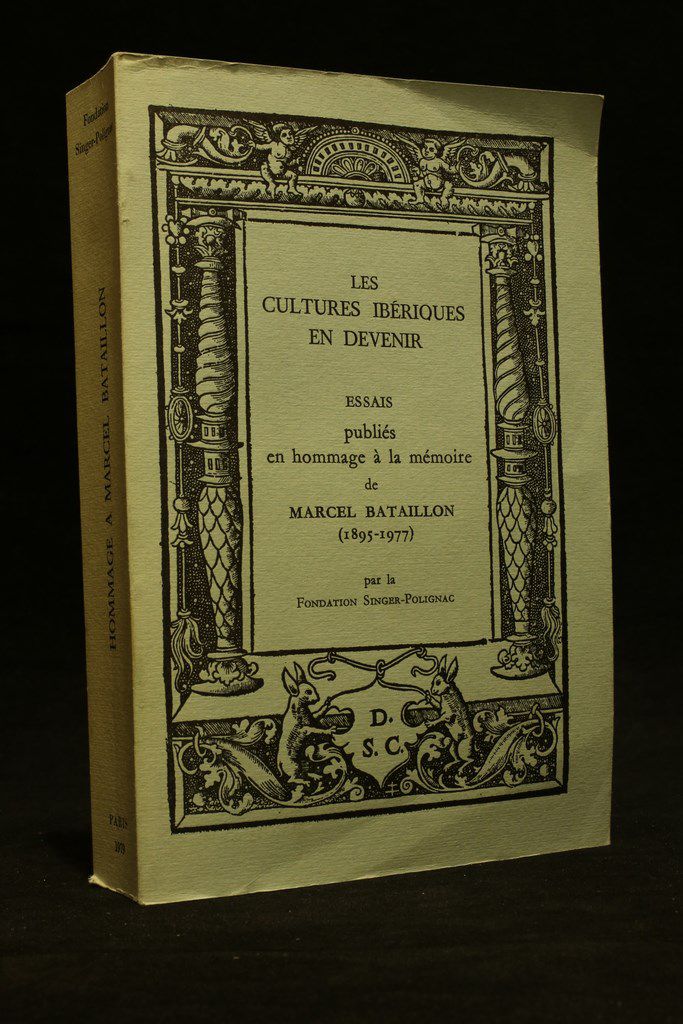 Fondation
Singer-Polignac
HOMMAGE A MARCEL BATAILLON
PARIS
1979
LES
CULTURES IBÉRIQUES
EN DEVENIR
ESSAIS
publiés
en hommage à la mémoire
de
MARCEL BATAILLON
(1895-1977)
par la
FONDATION SINGER-POLIGNAC
D.
S. C.